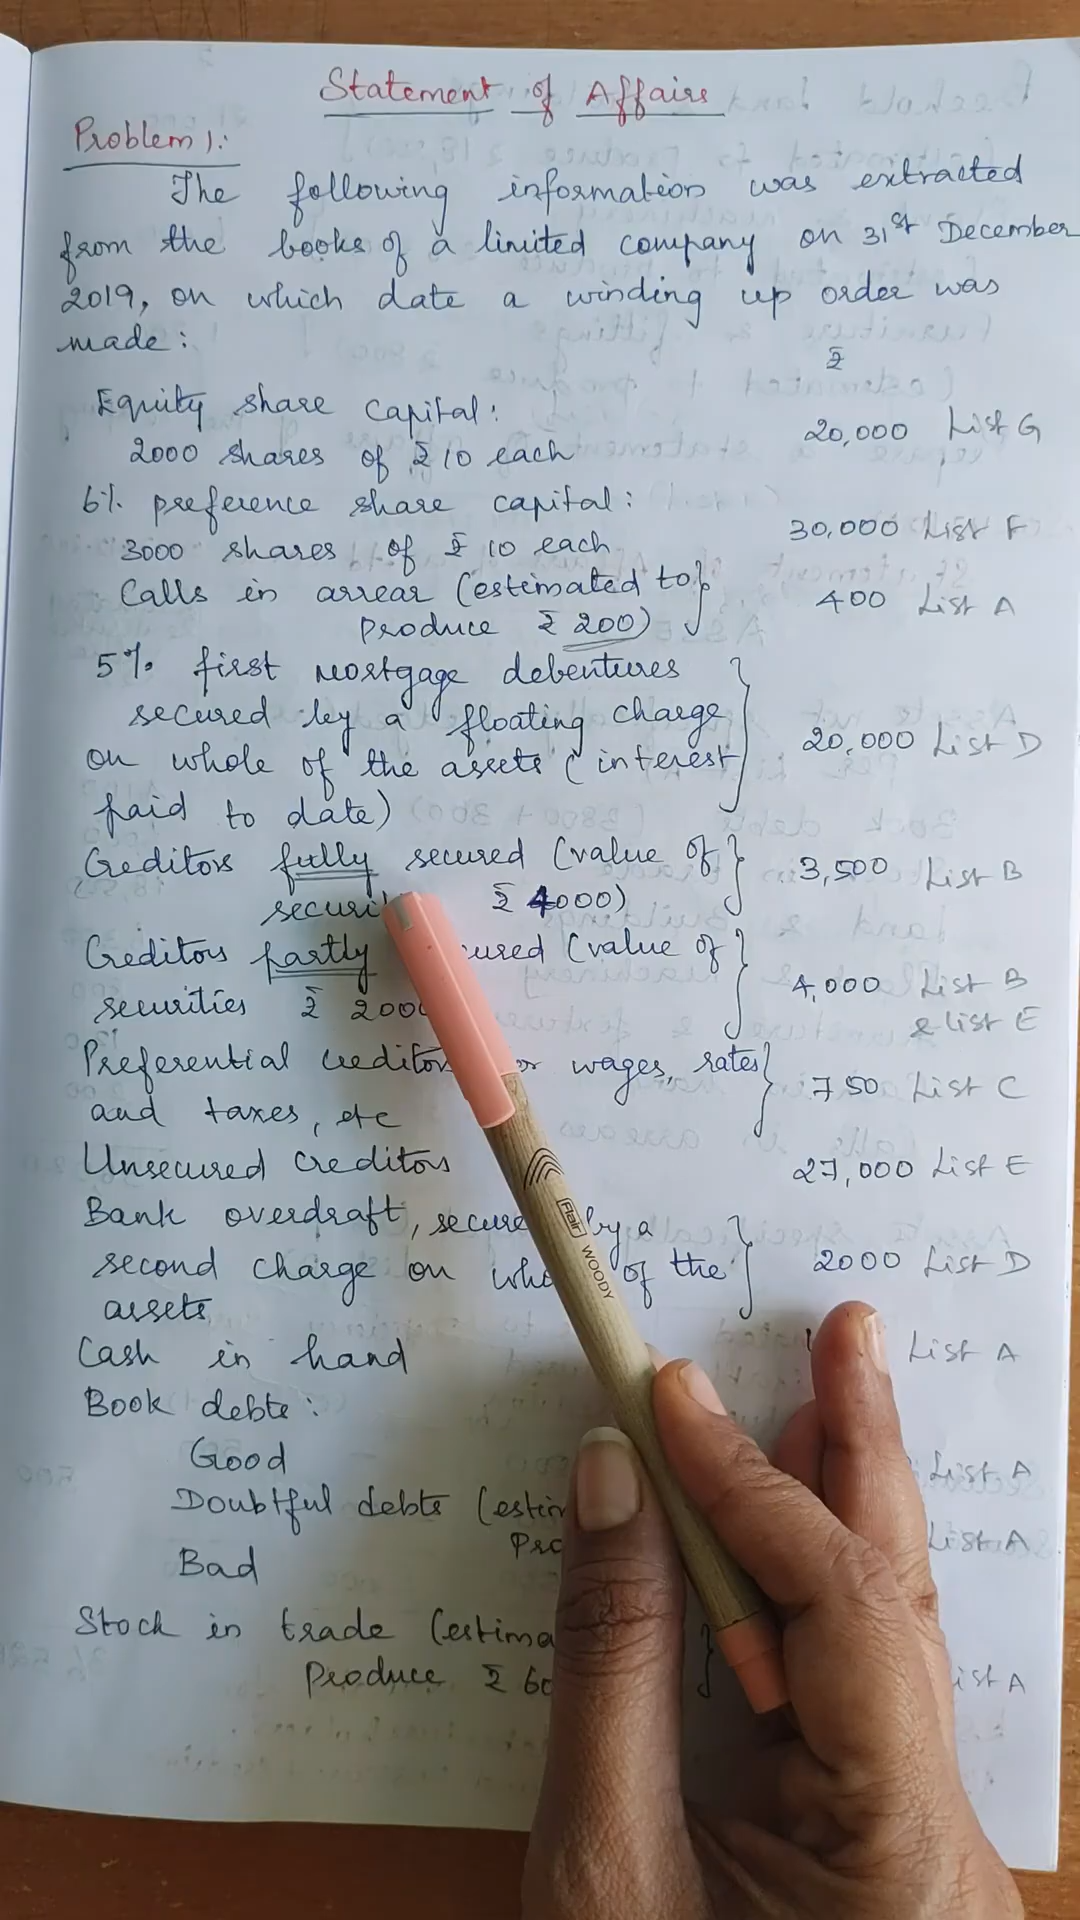 Statement of Affairs
Problem 1:
The following information was extracted
from the books of a limited company on 31st December
2019, on which date a winding up order was
made:
₹
Equity share capital:
2000 shares of ₹ 10 each 20,000 List G
6% preference share capital:
3000 shares of ₹ 10 each 30,000 List F
Calls in arrear (estimated to
produce ₹ 200) 400 List A
5% first mortgage debentures
secured by a floating charge
on whole of the assets (interest 20,000 List D
paid to date)
Creditors fully secured (value of 3,500 List B
₹ 4000)
Creditors partly (value of
securities ₹ 4,000 List B
& List E
Preferential wages, rates
and taxes, etc 750 List C
Unsecured Creditors 27,000 List E
Bank overdraft, by a
second charge on of the 2000 List D
assets
Cash in hand List A
Book debts:
Good List A
Doubtful debts List A
Bad
Stock in trade
Produce ₹
Flair WOODY